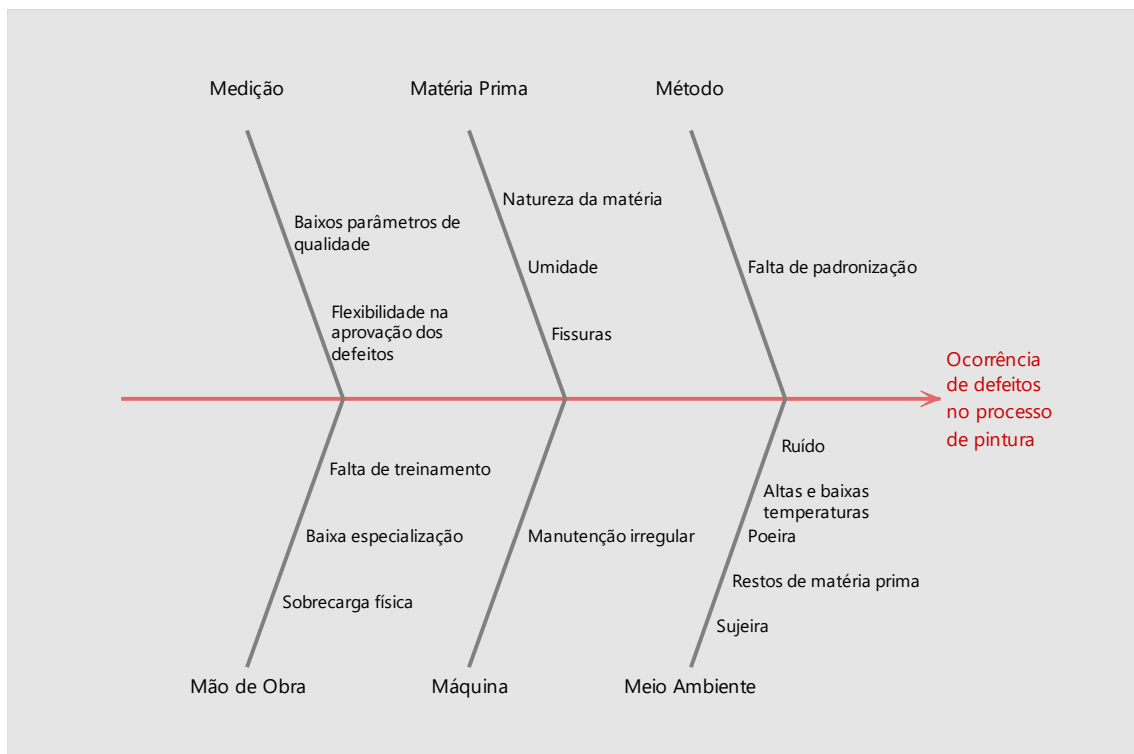 Medição
Matéria Prima
Método
Natureza da matéria
Baixos parâmetros de
qualidade
Umidade
Falta de padronização
Flexibilidade na
aprovação dos
defeitos
Fissuras
Ocorrência
de defeitos
no processo
de pintura
Ruído
Falta de treinamento
Altas e baixas
temperaturas
Baixa especialização
Manutenção irregular
Poeira
Restos de matéria prima
Sobrecarga física
Sujeira
Mão de Obra
Máquina
Meio Ambiente